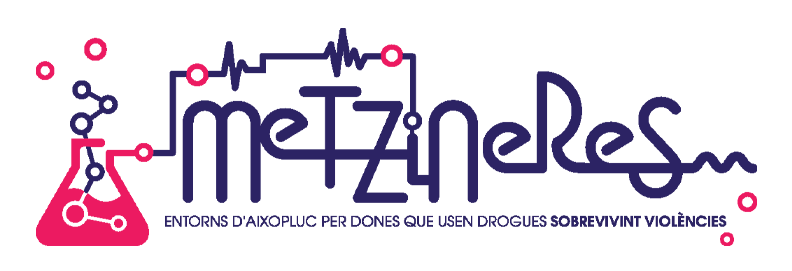 MeTZiNeReS
ENTORNS D'AIXOPLUC PER DONES QUE USEN DROGUES SOBREVIVINT VIOLÈNCIES